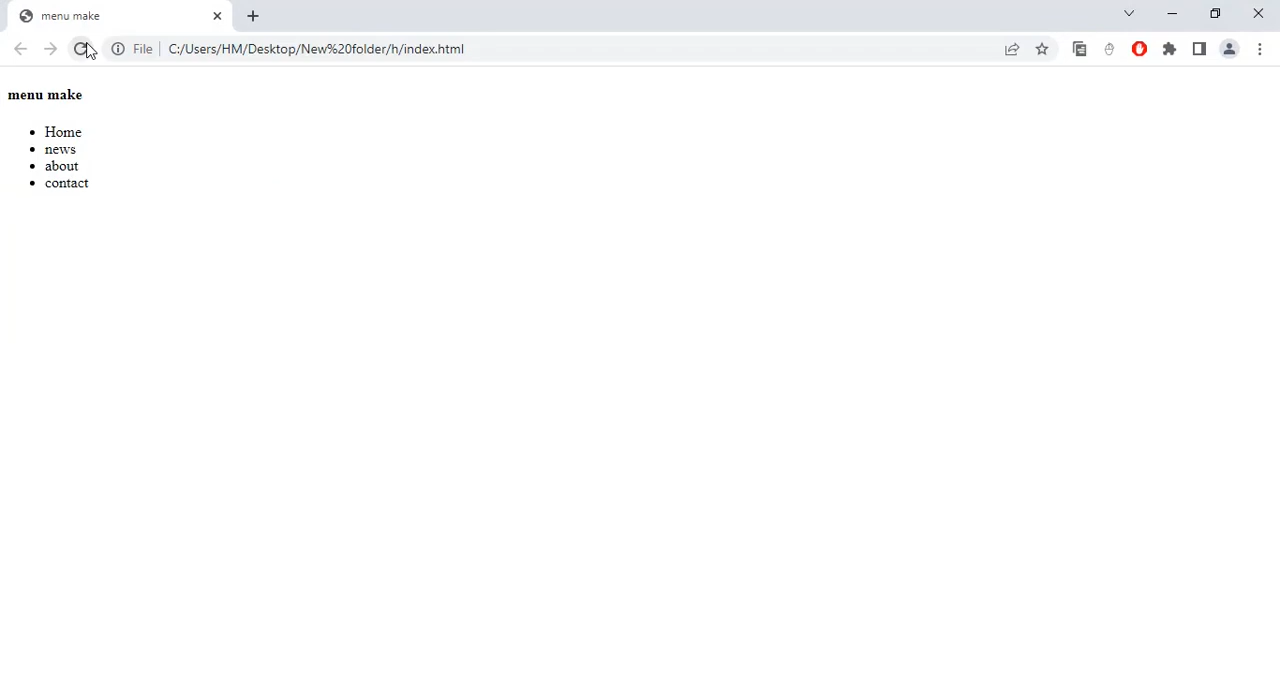 menu make
File
C:/Users/HM/Desktop/New%20folder/h/index.html
menu make
Home
news
about
contact